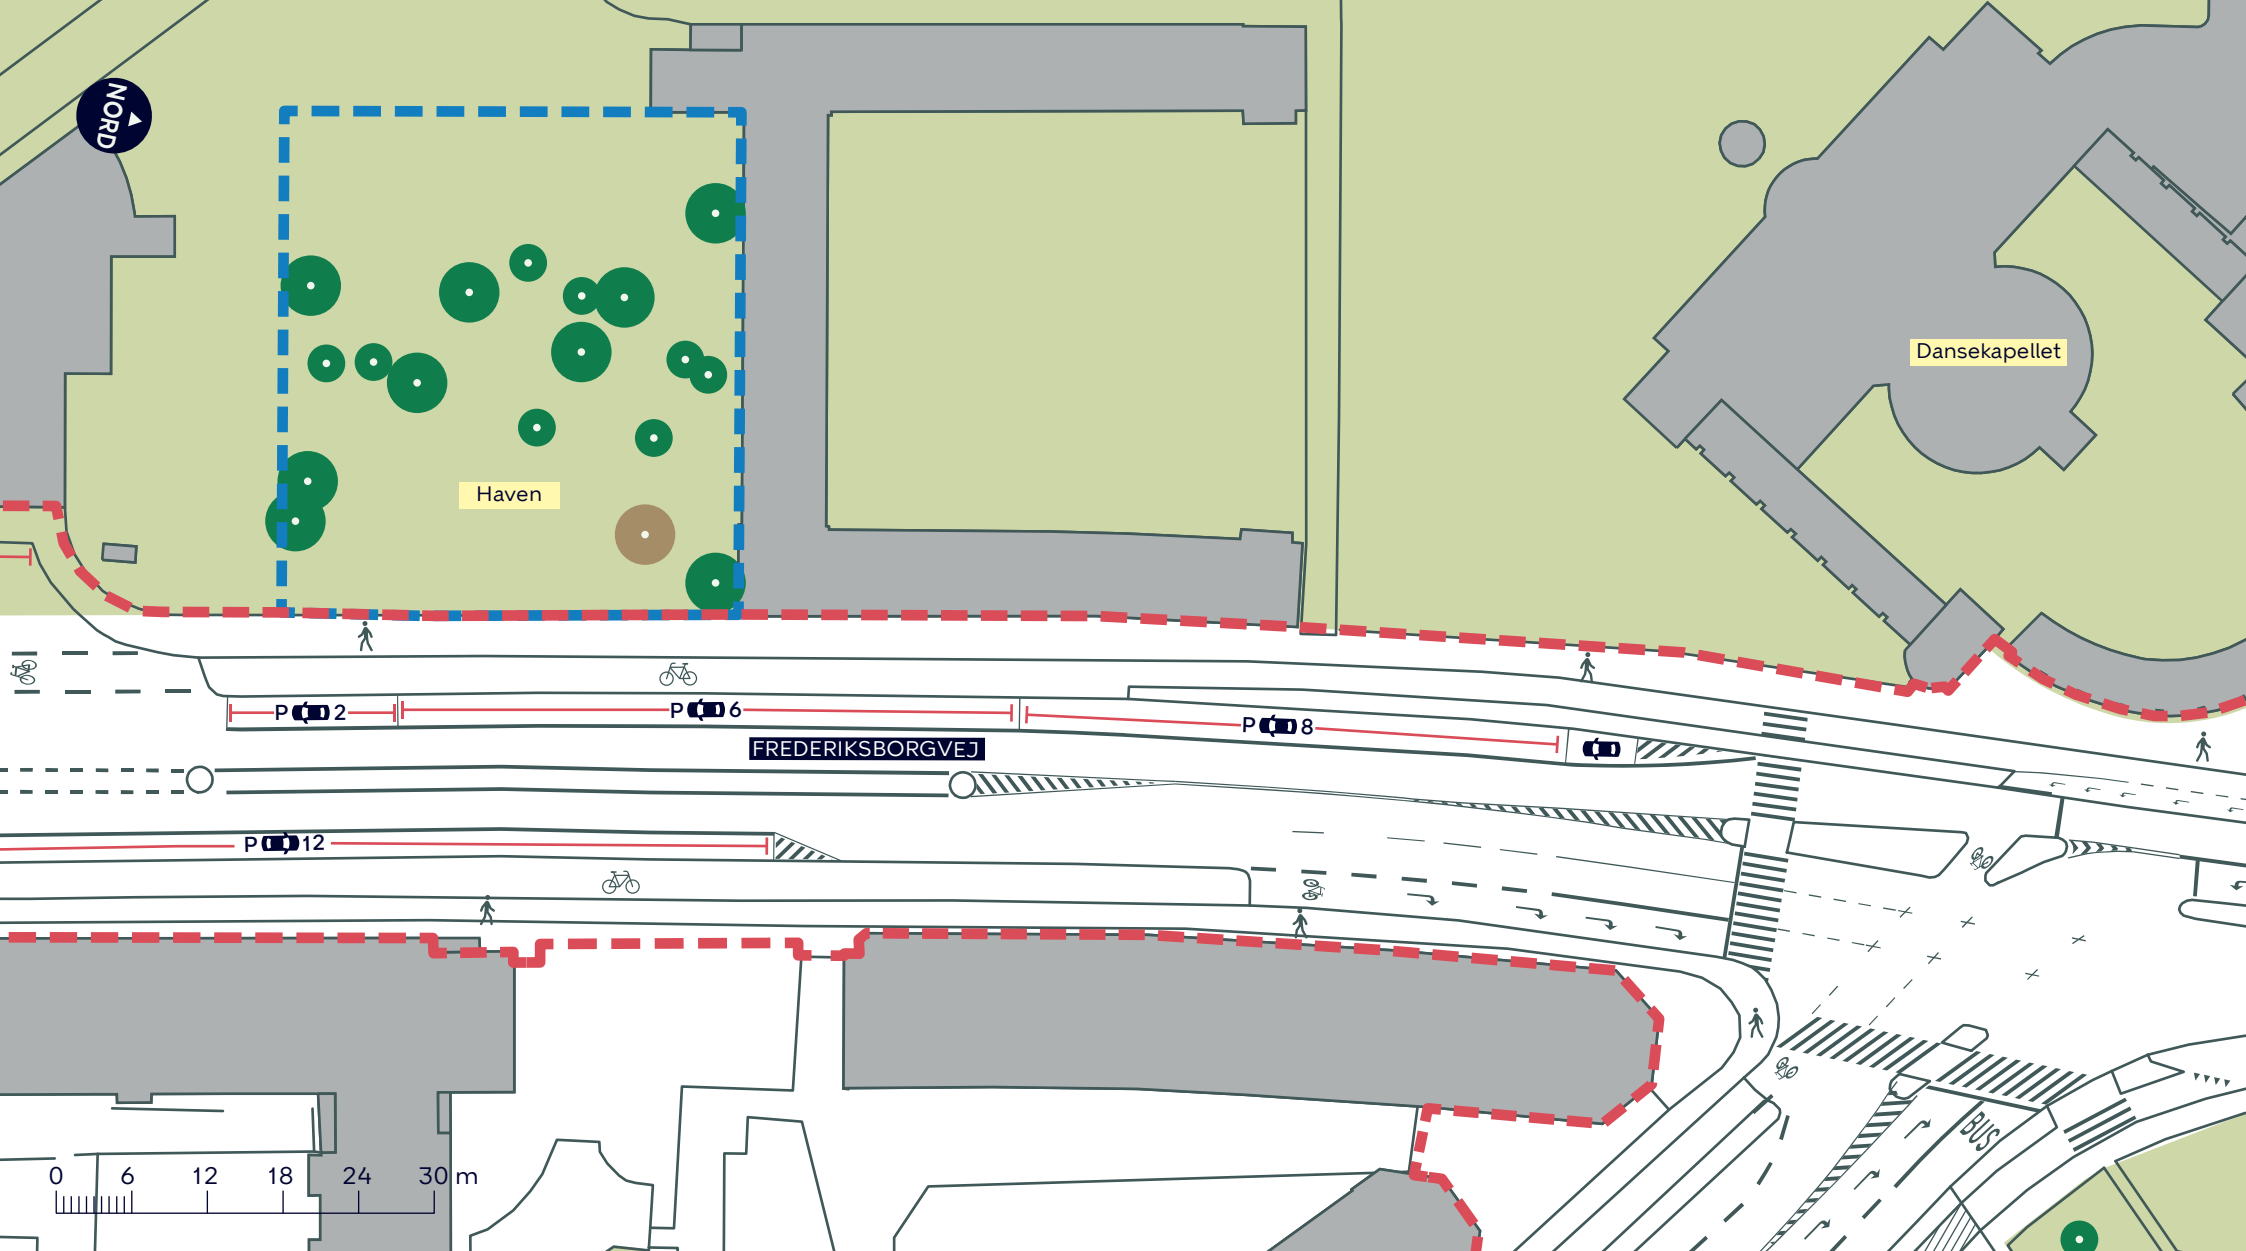 NORD
Dansekapellet
Haven
P 2
P 6
P 8
FREDERIKSBORGVEJ
P 12
BUS
0 6 12 18 24 30 m